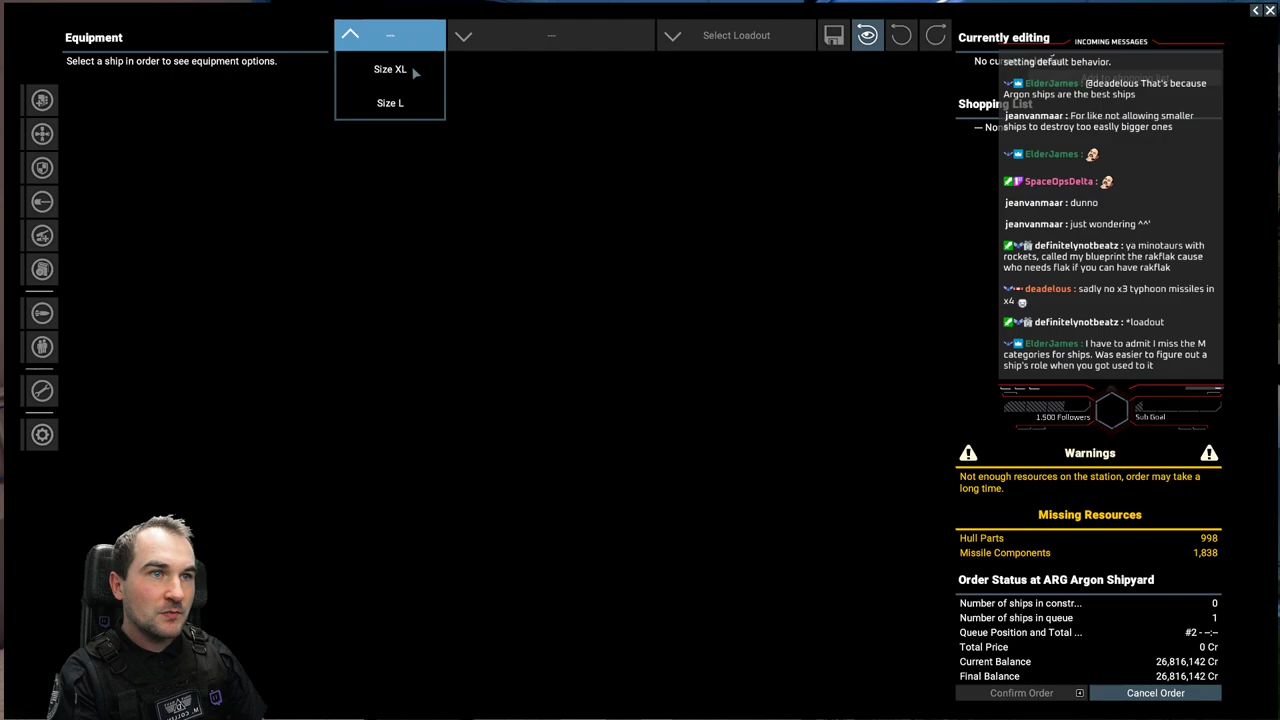 Equipment
Select a ship in order to see equipment options.
---
---
Select Loadout
Size XL
Size L
Currently editing
INCOMING MESSAGES
No cu
setting default behavior.
ElderJames : @deadelous That's because
Argon ships are the best ships
Shopping List
jeanvanmaar : For like not allowing smaller
ships to destroy too easlly bigger ones
ElderJames :
SpaceOpsDelta :
jeanvanmaar : dunno
jeanvanmaar : just wondering ^^'
definitelynotbeatz : ya minotaurs with
rockets, called my blueprint the rakflak cause
who needs flak if you can have rakflak
deadelous : sadly no x3 typhoon missiles in
x4
definitelynotbeatz : *loadout
ElderJames : I have to admit I miss the M
categories for ships. Was easier to figure out a
ship's role when you got used to it
1,500 Followers
Sub Goal
Warnings
Not enough resources on the station, order may take a
long time.
Missing Resources
Hull Parts 998
Missile Components 1,838
Order Status at ARG Argon Shipyard
Number of ships in constr... 0
Number of ships in queue 1
Queue Position and Total ... #2 - --:--
Total Price 0 Cr
Current Balance 26,816,142 Cr
Final Balance 26,816,142 Cr
Confirm Order
Cancel Order